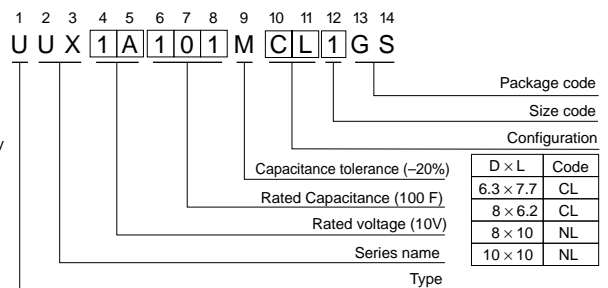 1 2 3 4 5 6 7 8 9 10 11 12 13 14
U U X 1 A 1 0 1 M C L 1 G S
Package code
Size code
Configuration
y
Capacitance tolerance (–20%)
Rated Capacitance (100 F)
Rated voltage (10V)
Series name
Type
D × L Code
6.3 × 7.7 CL
8 × 6.2 CL
8 × 10 NL
10 × 10 NL